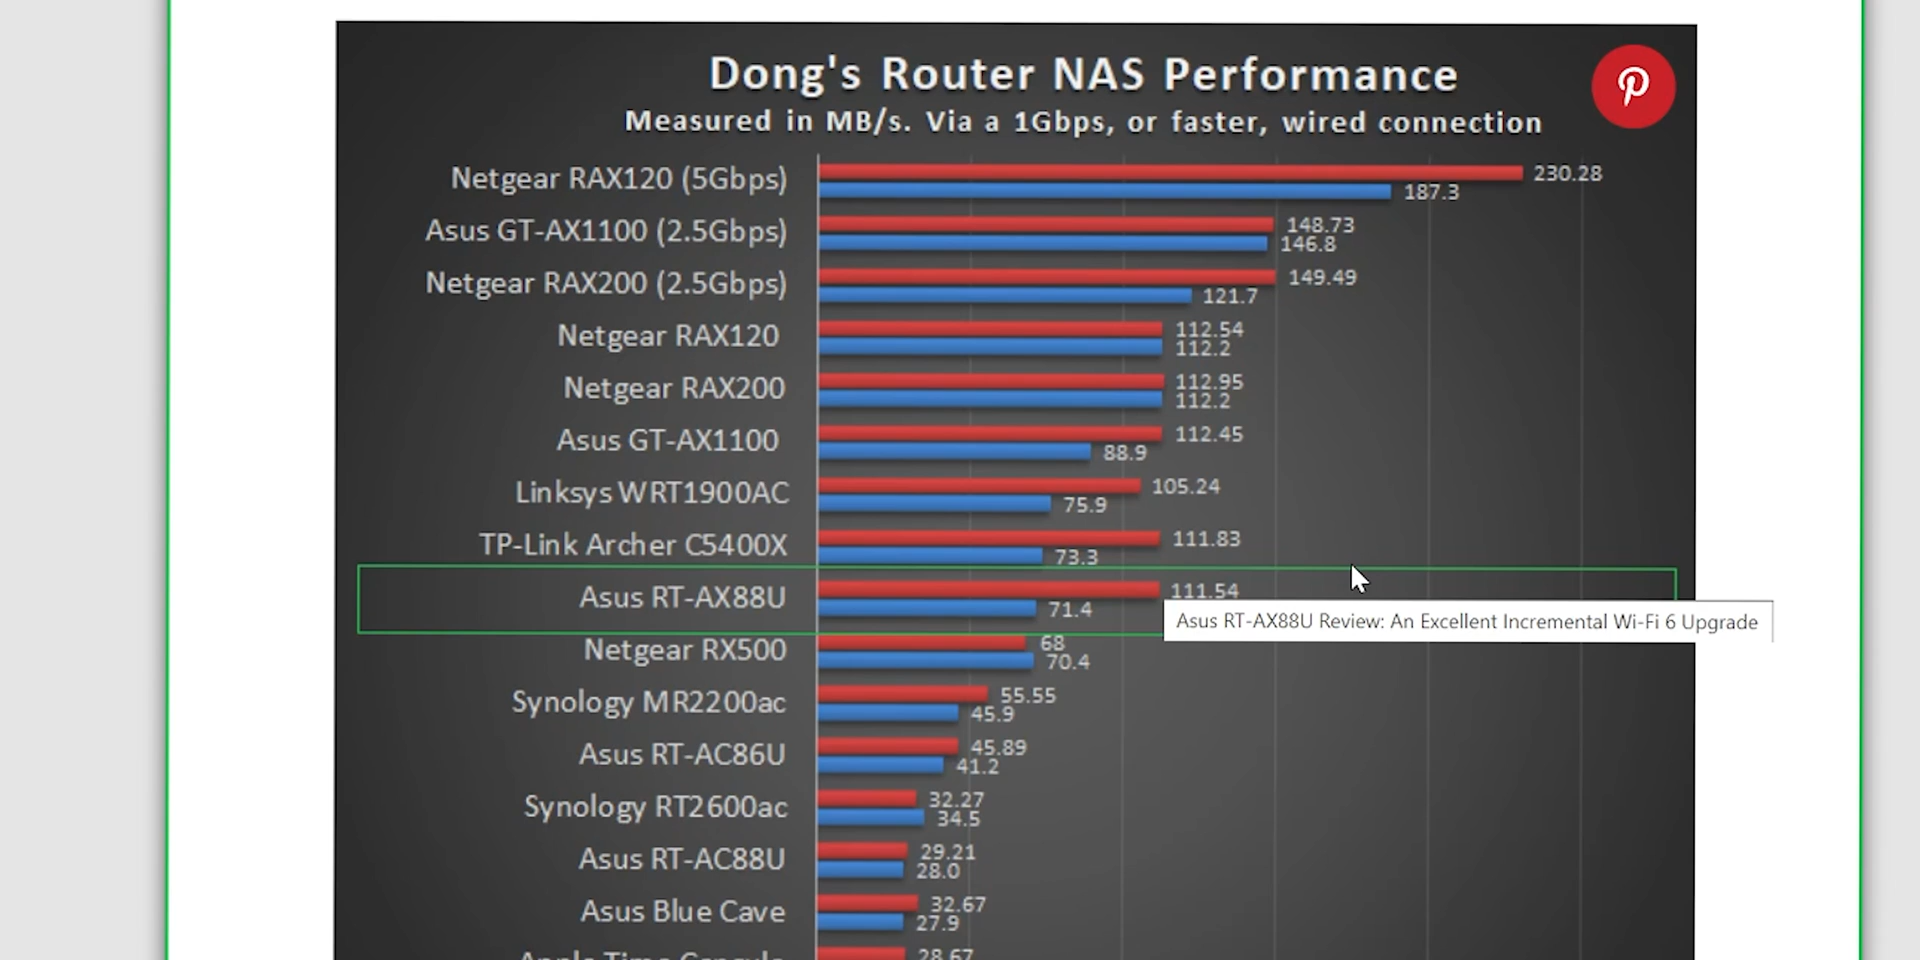 Dong's Router NAS Performance
Measured in MB/s. Via a 1Gbps, or faster, wired connection
Netgear RAX120 (5Gbps)
230.28
187.3
Asus GT-AX1100 (2.5Gbps)
148.73
146.8
Netgear RAX200 (2.5Gbps)
149.49
121.7
Netgear RAX120
112.54
112.2
Netgear RAX200
112.95
112.2
Asus GT-AX1100
112.45
88.9
Linksys WRT1900AC
105.24
75.9
TP-Link Archer C5400X
111.83
73.3
Asus RT-AX88U
111.54
71.4
Asus RT-AX88U Review: An Excellent Incremental Wi-Fi 6 Upgrade
Netgear RX500
68
70.4
Synology MR2200ac
55.55
45.9
Asus RT-AC86U
45.89
41.2
Synology RT2600ac
32.27
34.5
Asus RT-AC88U
29.21
28.0
Asus Blue Cave
32.67
27.9
Apple Time Capsule
28.67